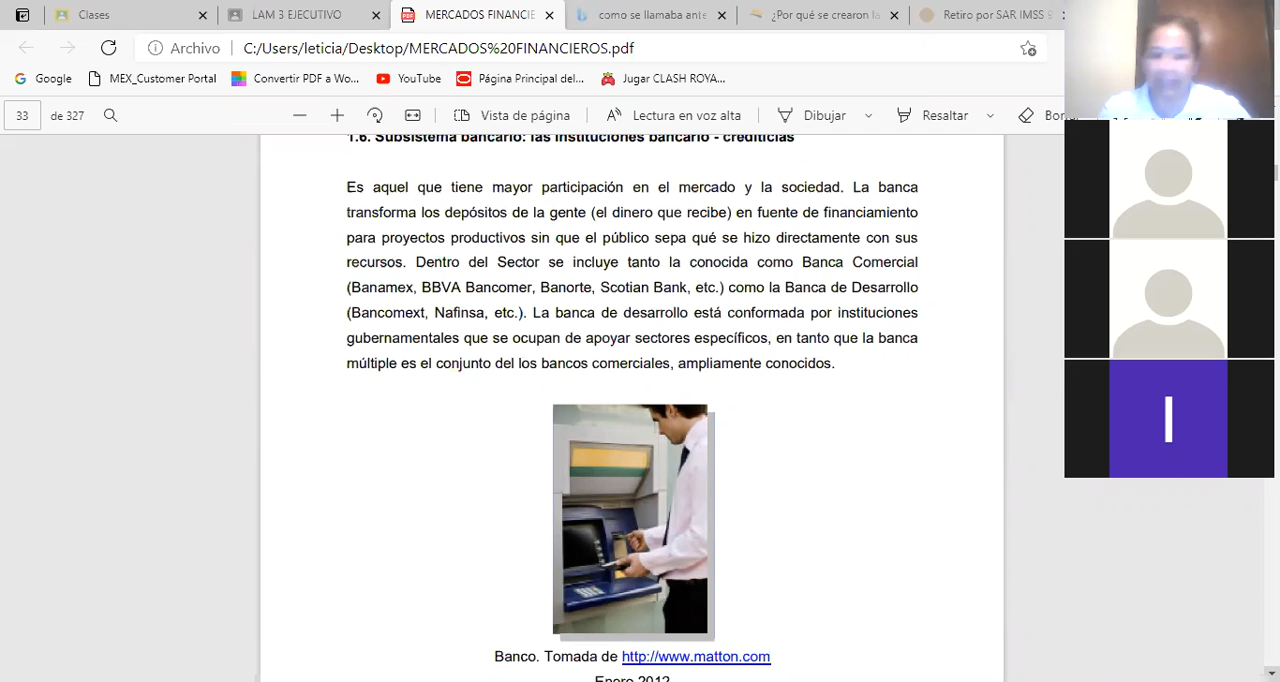 Clases
LAM 3 EJECUTIVO
MERCADOS FINANCIE
como se llamaba ante
¿Por qué se crearon la
Retiro por SAR IMSS 9
Archivo
C:/Users/leticia/Desktop/MERCADOS%20FINANCIEROS.pdf
Google
MEX_Customer Portal
Convertir PDF a Wo...
YouTube
Página Principal del...
Jugar CLASH ROYA...
33 de 327
Vista de página
Lectura en voz alta
Dibujar
Resaltar
1.6. Subsistema bancario: las instituciones bancario - crediticias
Es aquel que tiene mayor participación en el mercado y la sociedad. La banca
transforma los depósitos de la gente (el dinero que recibe) en fuente de financiamiento
para proyectos productivos sin que el público sepa qué se hizo directamente con sus
recursos. Dentro del Sector se incluye tanto la conocida como Banca Comercial
(Banamex, BBVA Bancomer, Banorte, Scotian Bank, etc.) como la Banca de Desarrollo
(Bancomext, Nafinsa, etc.). La banca de desarrollo está conformada por instituciones
gubernamentales que se ocupan de apoyar sectores específicos, en tanto que la banca
múltiple es el conjunto del los bancos comerciales, ampliamente conocidos.
I
Banco. Tomada de http://www.matton.com
Enero 2012